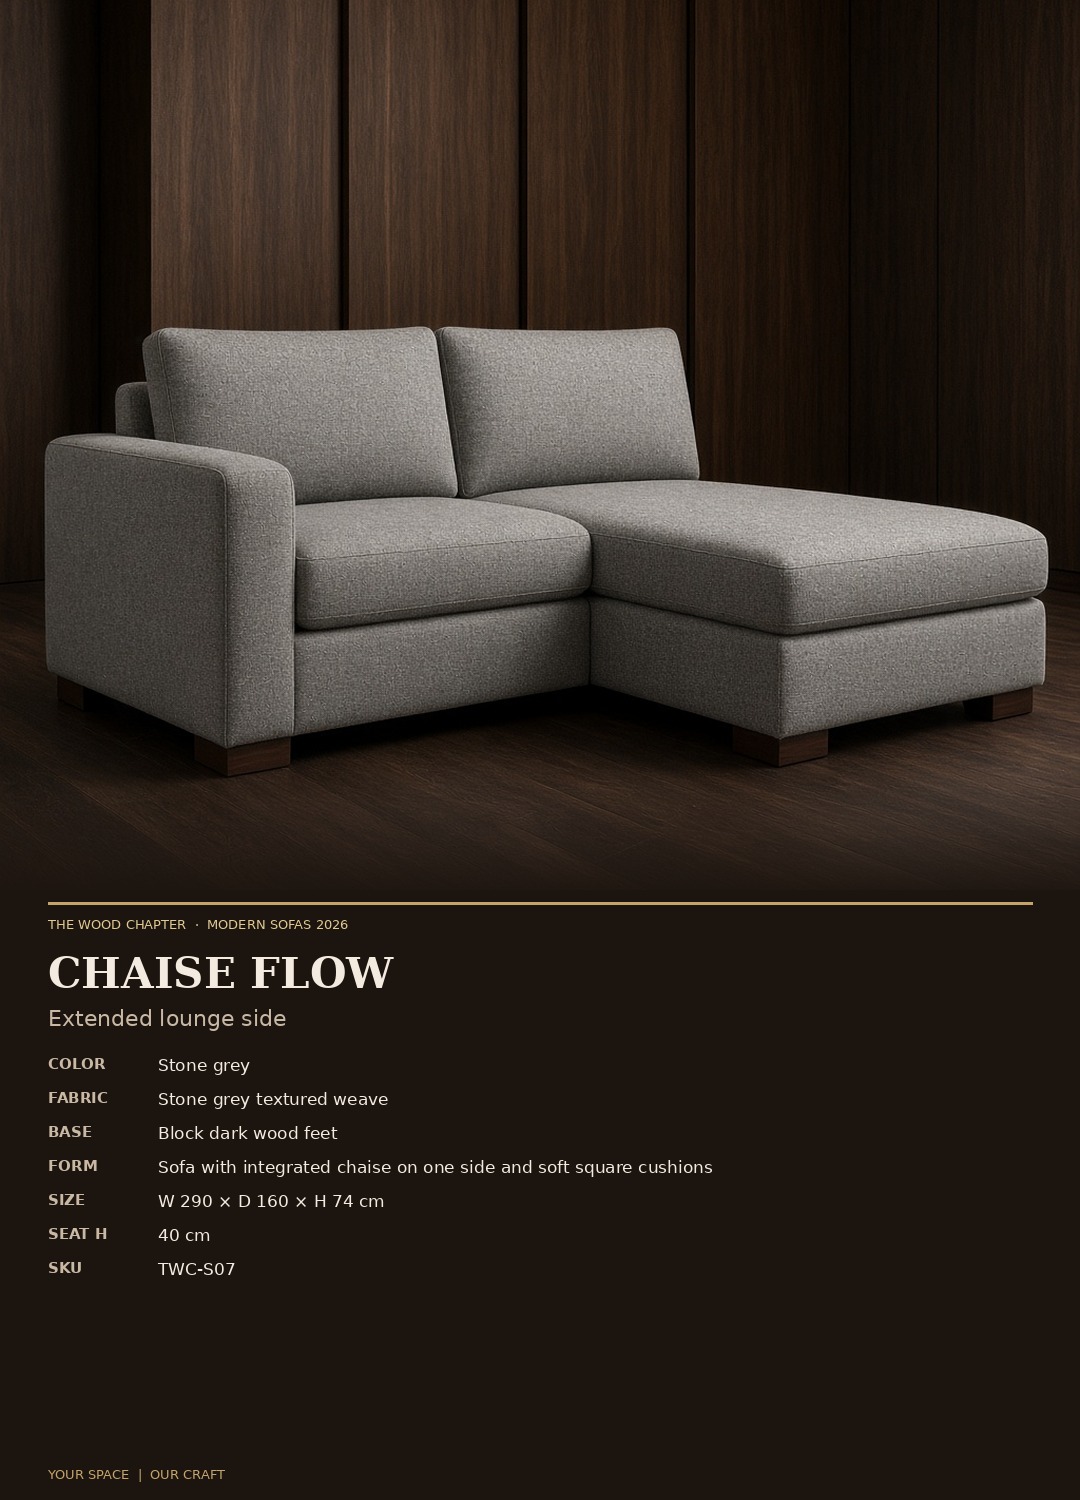 THE WOOD CHAPTER · MODERN SOFAS 2026
CHAISE FLOW
Extended lounge side
COLOR Stone grey
FABRIC Stone grey textured weave
BASE Block dark wood feet
FORM Sofa with integrated chaise on one side and soft square cushions
SIZE W 290 × D 160 × H 74 cm
SEAT H 40 cm
SKU TWC-S07
YOUR SPACE | OUR CRAFT